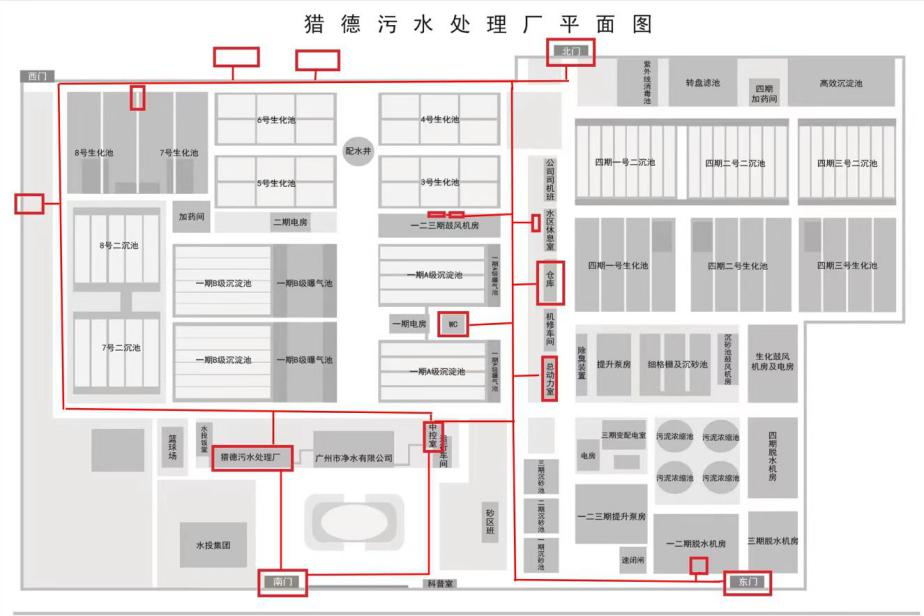 猎德污水处理厂平面图
北门
西门
紫外线消毒池
转盘滤池
四期加药间
高效沉淀池
8号生化池
7号生化池
6号生化池
4号生化池
配水井
5号生化池
3号生化池
四期一号二沉池
四期二号二沉池
四期三号二沉池
公司司机班
加药间
二期电房
一二三期鼓风机房
水区休息室
8号二沉池
一期B级沉淀池
一期B级曝气池
一期A级沉淀池
仓库
四期一号生化池
四期二号生化池
四期三号生化池
一期电房
WC
机修车间
7号二沉池
一期B级沉淀池
一期B级曝气池
一期A级沉淀池
总动力室
除臭装置
提升泵房
细格栅及沉砂池
沉砂池鼓风机房
生化鼓风机房及电房
篮球场
水投饭室
猎德污水处理厂
广州市净水有限公司
中控室
电房
三期变配电室
污泥浓缩池
污泥浓缩池
污泥浓缩池
污泥浓缩池
四期脱水机房
三期沉砂池
二期沉砂池
一期沉砂池
砂区班
一二三期提升泵房
水投集团
速闭闸
一二期脱水机房
三期脱水机房
南门
科普室
东门